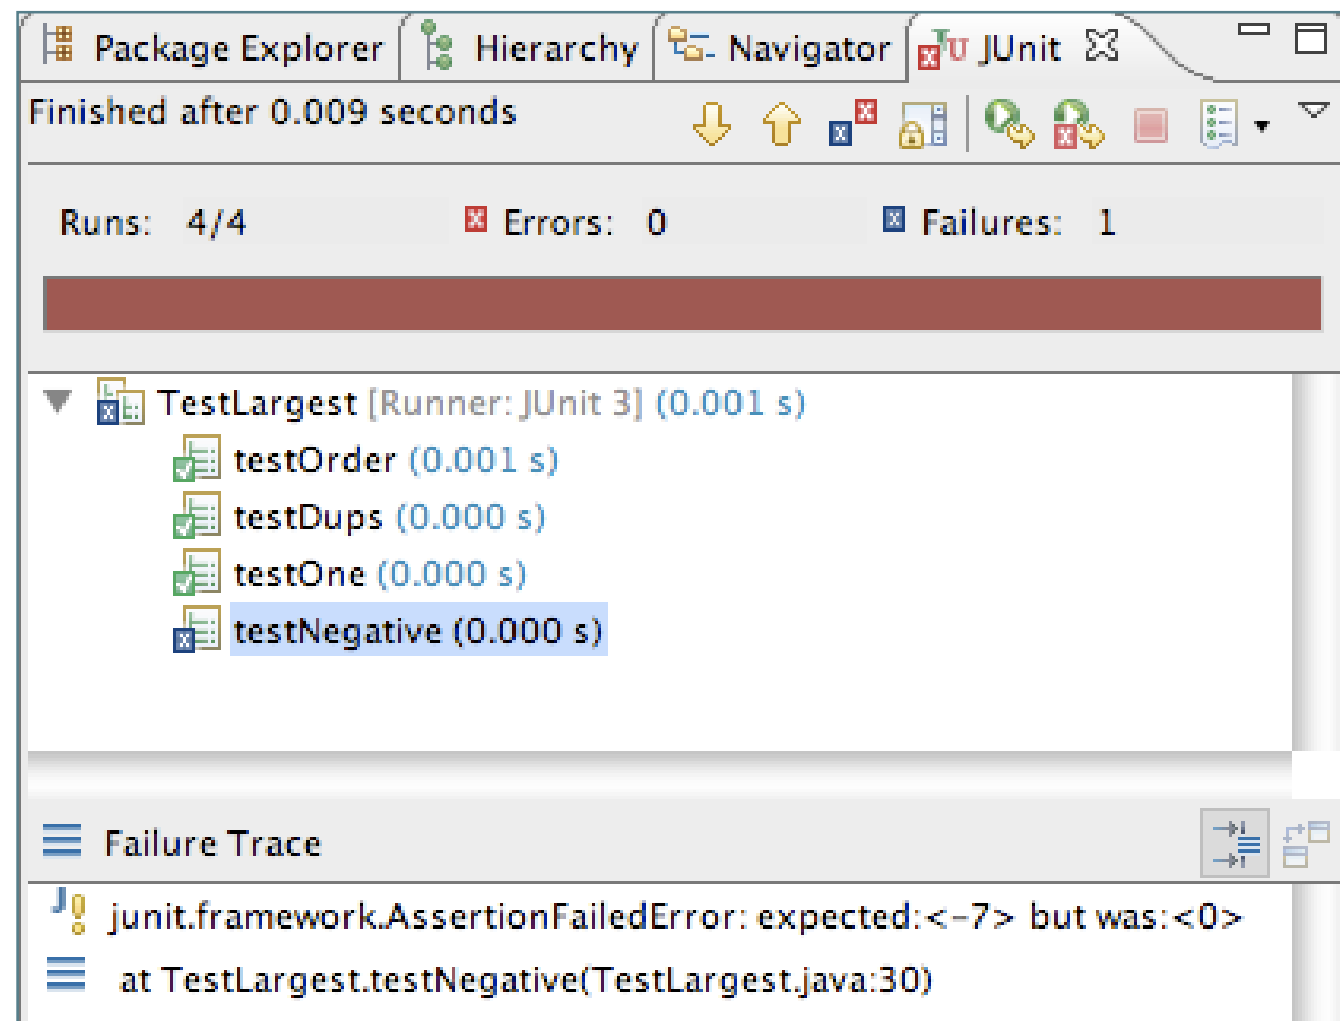 Package Explorer Hierarchy Navigator JUnit
Finished after 0.009 seconds
Runs: 4/4 Errors: 0 Failures: 1
TestLargest [Runner: JUnit 3] (0.001 s)
testOrder (0.001 s)
testDups (0.000 s)
testOne (0.000 s)
testNegative (0.000 s)
Failure Trace
junit.framework.AssertionFailedError: expected:<-7> but was:<0>
at TestLargest.testNegative(TestLargest.java:30)